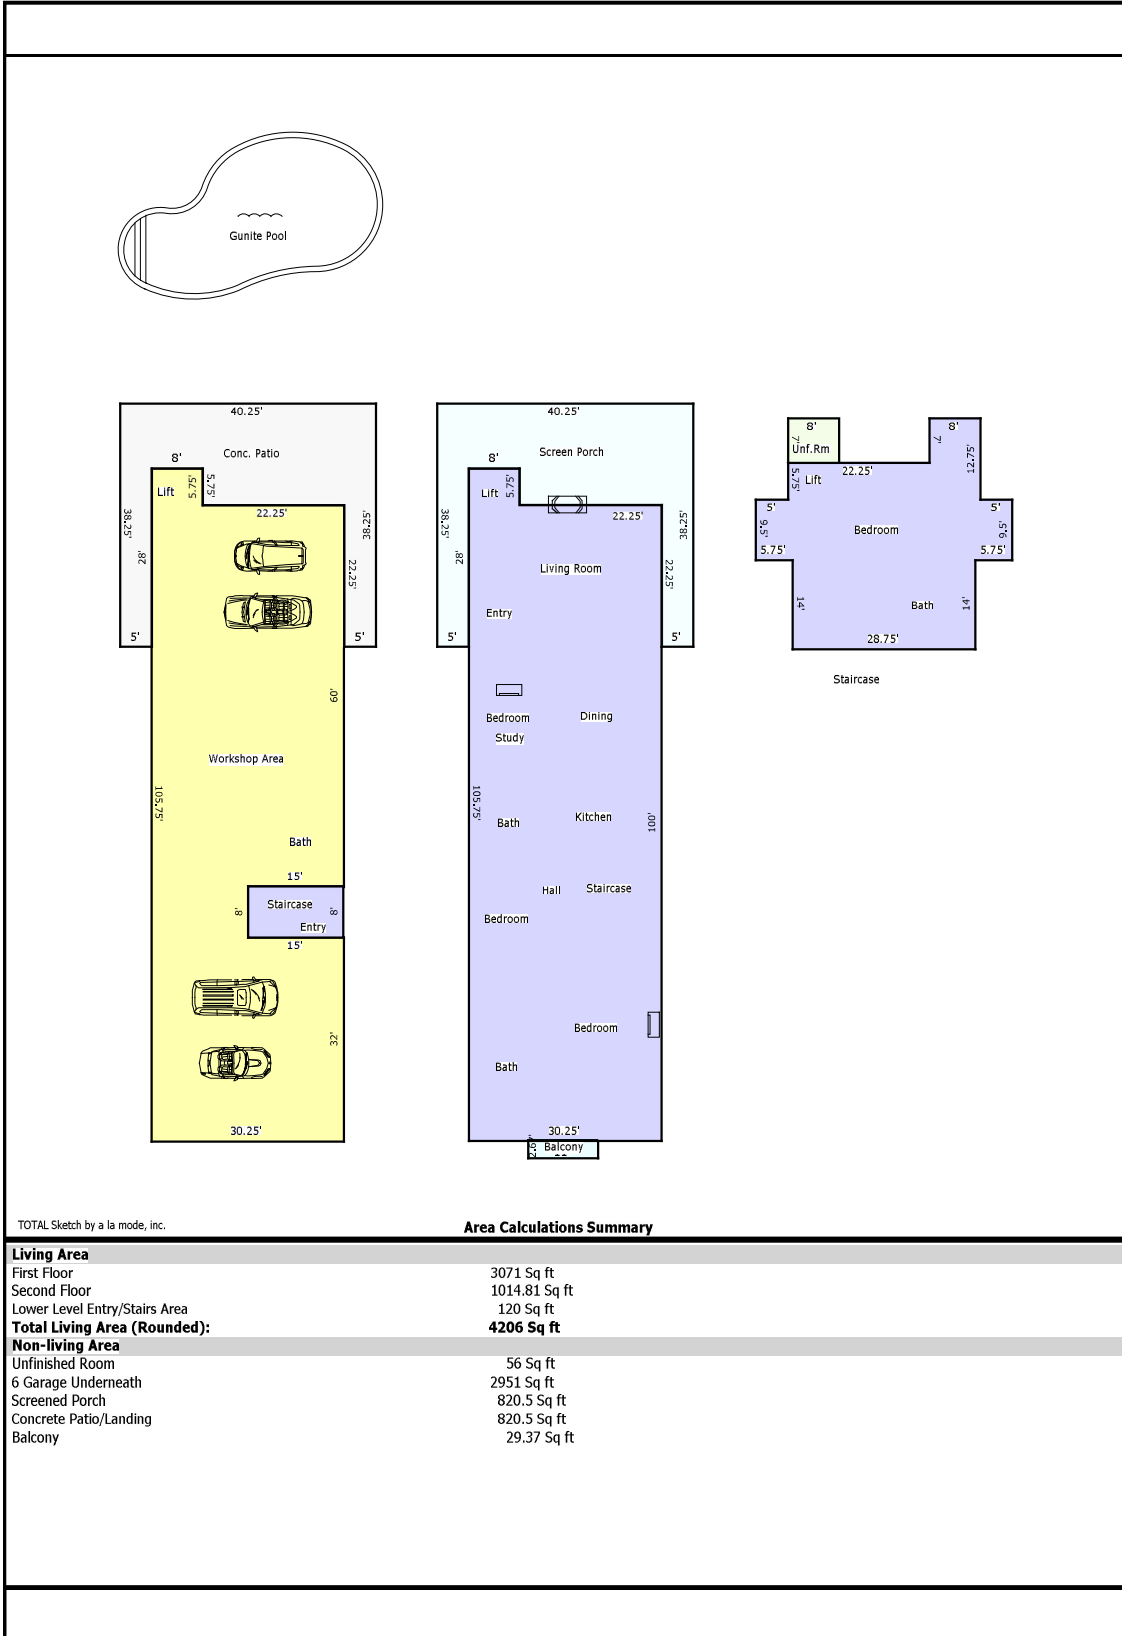 Gunite Pool
40.25'
Conc. Patio
8'
5.75'
5.75'
Lift
22.25'
38.25'
38.25'
28'
22.25'
5'
5'
60'
Workshop Area
105.75'
Bath
15'
8'
Staircase
8'
Entry
15'
32'
30.25'
40.25'
Screen Porch
8'
5.75'
Lift
22.25'
38.25'
38.25'
28'
Living Room
22.25'
Entry
5'
5'
Bedroom
Study
Dining
105.75'
Bath
Kitchen
100'
Hall
Staircase
Bedroom
Bedroom
Bath
30.25'
Balcony
8'
7'
Unf.Rm
8'
7'
12.75'
22.25'
5.75'
Lift
5'
5'
9.5'
Bedroom
9.5'
5.75'
5.75'
14'
Bath
14'
28.75'
Staircase
TOTAL Sketch by a la mode, inc.
Area Calculations Summary
Living Area
First Floor 3071 Sq ft
Second Floor 1014.81 Sq ft
Lower Level Entry/Stairs Area 120 Sq ft
Total Living Area (Rounded): 4206 Sq ft
Non-living Area
Unfinished Room 56 Sq ft
6 Garage Underneath 2951 Sq ft
Screened Porch 820.5 Sq ft
Concrete Patio/Landing 820.5 Sq ft
Balcony 29.37 Sq ft